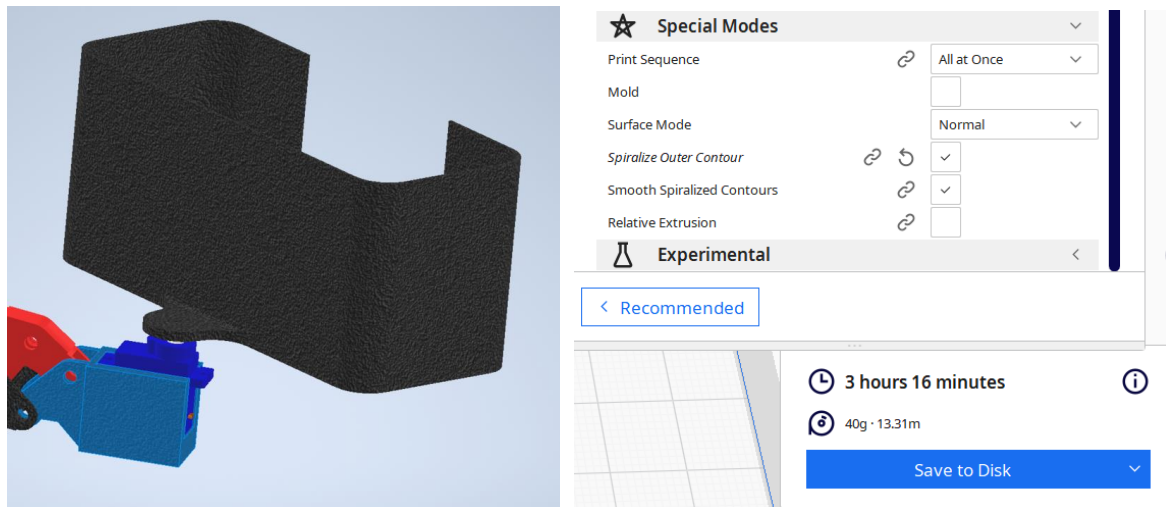 Special Modes
Print Sequence All at Once
Mold
Surface Mode Normal
Spiralize Outer Contour
Smooth Spiralized Contours
Relative Extrusion
Experimental
Recommended
3 hours 16 minutes
40g · 13.31m
Save to Disk